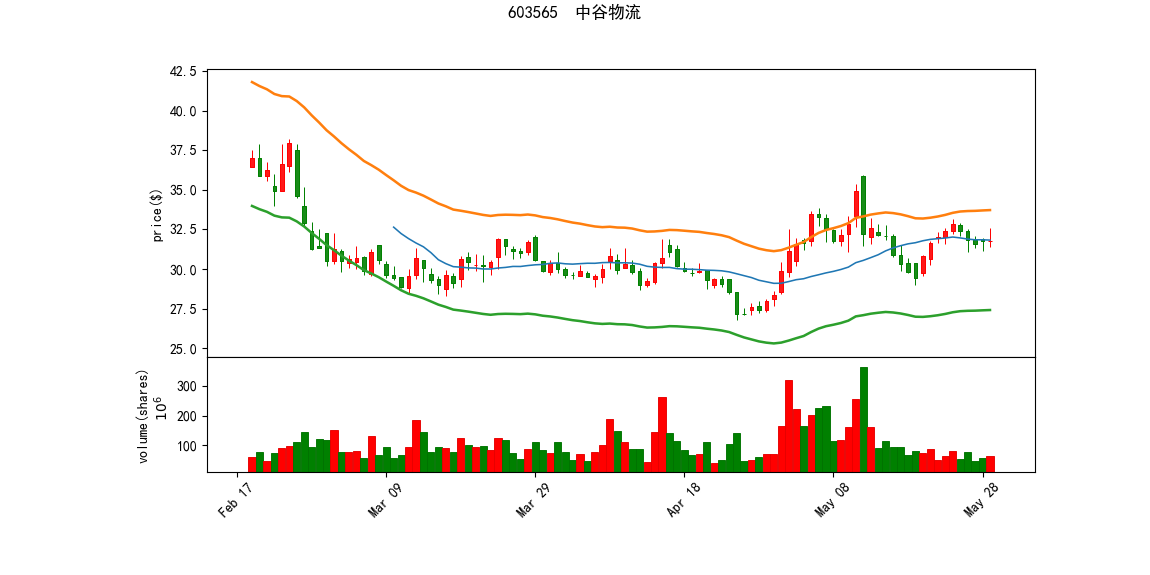 603565 中谷物流
42.5
40.0
37.5
35.0
32.5
30.0
27.5
25.0
price($)
300
200
100
volume(shares)
10^6
Feb 17
Mar 09
Mar 29
Apr 18
May 08
May 28